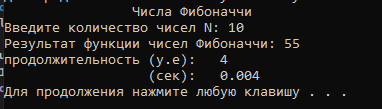 Числа Фибоначчи
Введите количество чисел N: 10
Результат функции чисел Фибоначчи: 55
продолжительность (у.е): 4
(сек): 0.004
Для продолжения нажмите любую клавишу . . .